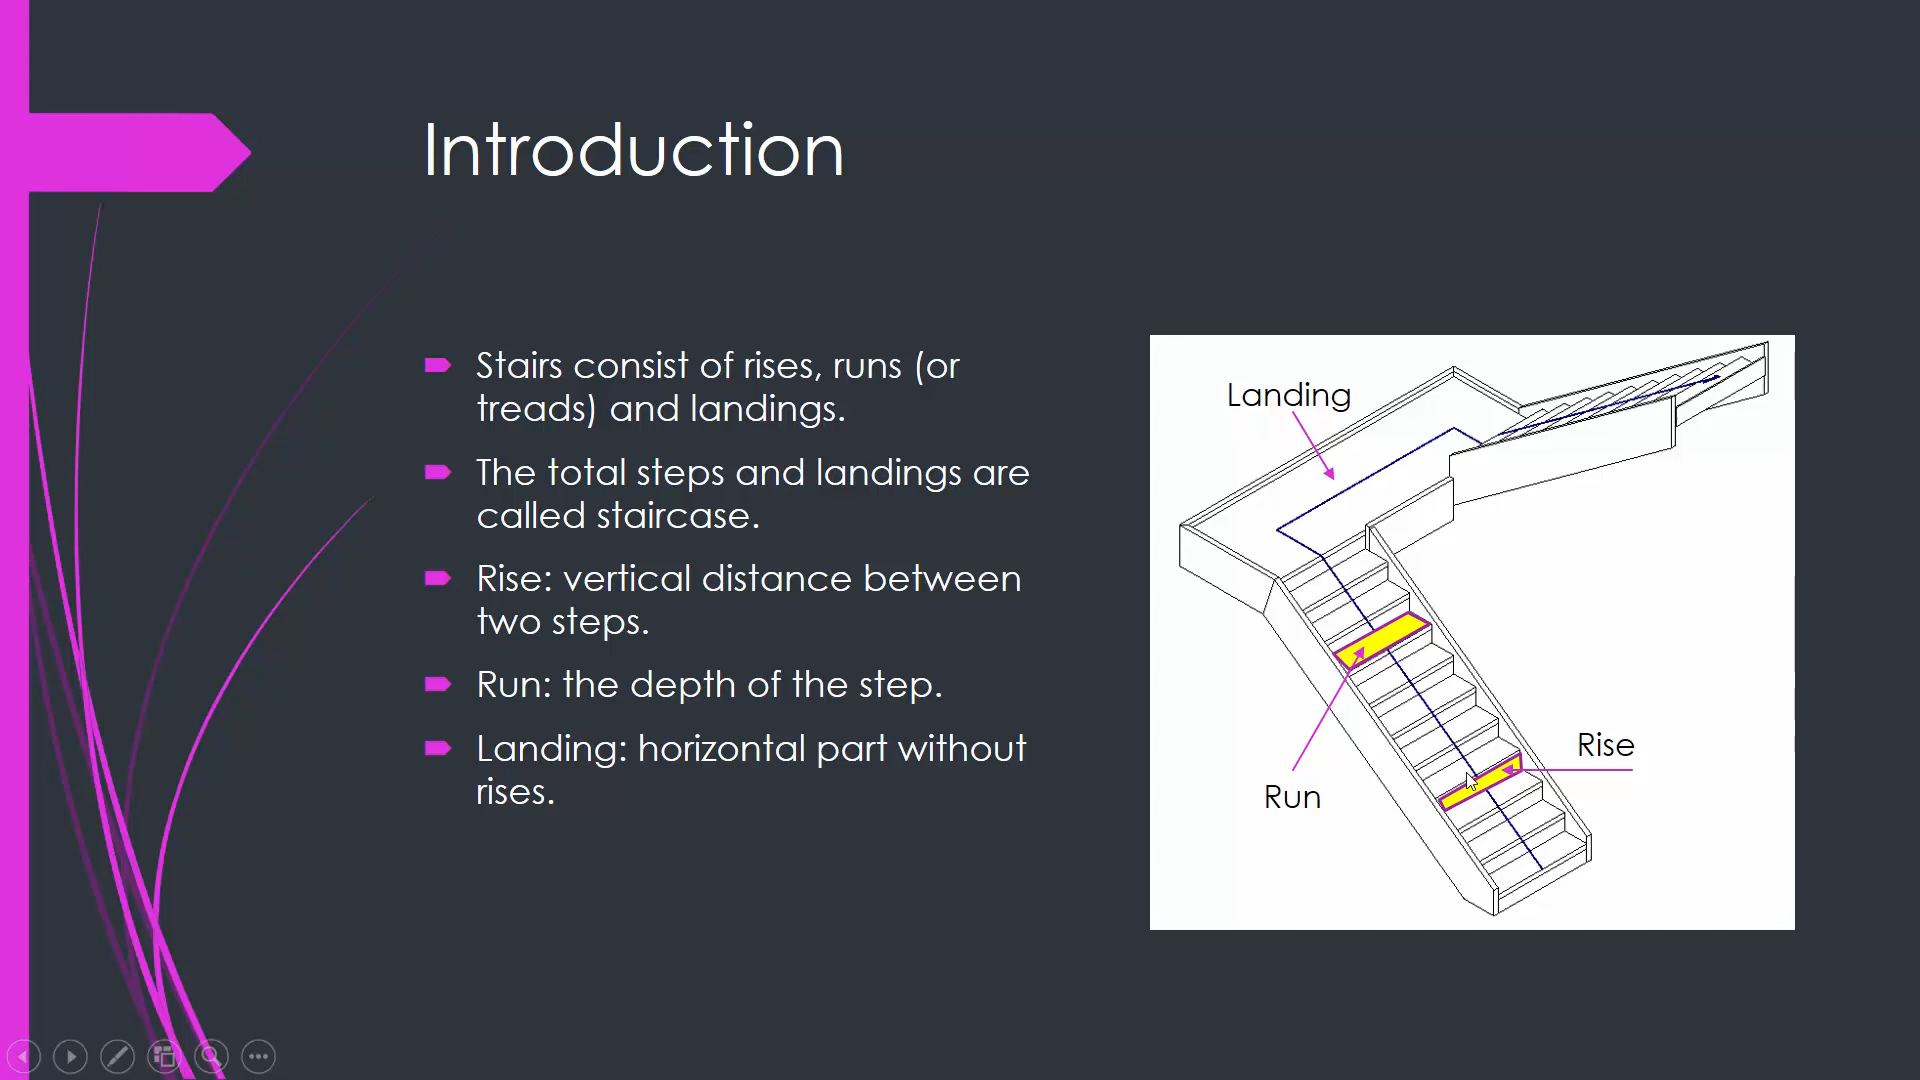 Introduction
Stairs consist of rises, runs (or
treads) and landings.
The total steps and landings are
called staircase.
Rise: vertical distance between
two steps.
Run: the depth of the step.
Landing: horizontal part without
rises.
Landing
Rise
Run